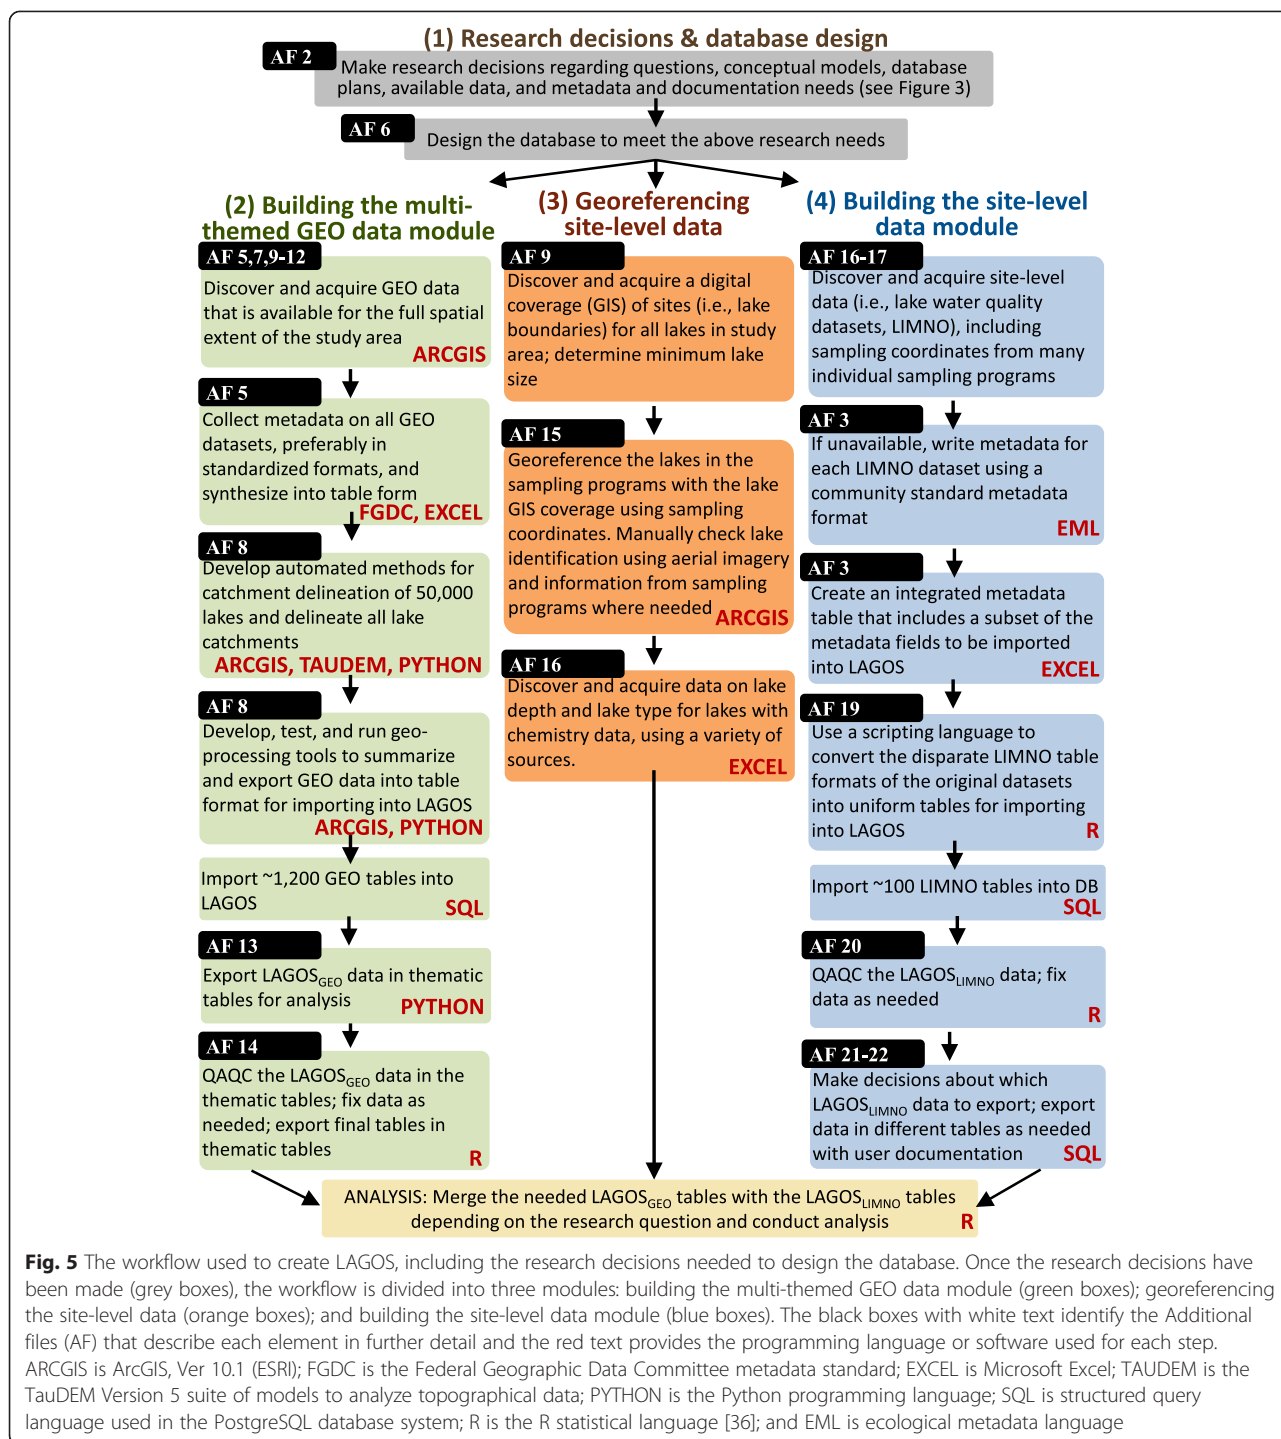 (1) Research decisions & database design
AF 2
Make research decisions regarding questions, conceptual models, database
plans, available data, and metadata and documentation needs (see Figure 3)
AF 6
Design the database to meet the above research needs
(2) Building the multi-
themed GEO data module
AF 5,7,9-12
Discover and acquire GEO data
that is available for the full spatial
extent of the study area
ARCGIS
AF 5
Collect metadata on all GEO
datasets, preferably in
standardized formats, and
synthesize into table form
FGDC, EXCEL
AF 8
Develop automated methods for
catchment delineation of 50,000
lakes and delineate all lake
catchments
ARCGIS, TAUDEM, PYTHON
AF 8
Develop, test, and run geo-
processing tools to summarize
and export GEO data into table
format for importing into LAGOS
ARCGIS, PYTHON
Import ~1,200 GEO tables into
LAGOS
SQL
AF 13
Export LAGOSGEO data in thematic
tables for analysis
PYTHON
AF 14
QAQC the LAGOSGEO data in the
thematic tables; fix data as
needed; export final tables in
thematic tables
R
(3) Georeferencing
site-level data
AF 9
Discover and acquire a digital
coverage (GIS) of sites (i.e., lake
boundaries) for all lakes in study
area; determine minimum lake
size
AF 15
Georeference the lakes in the
sampling programs with the lake
GIS coverage using sampling
coordinates. Manually check lake
identification using aerial imagery
and information from sampling
programs where needed
ARCGIS
AF 16
Discover and acquire data on lake
depth and lake type for lakes with
chemistry data, using a variety of
sources.
EXCEL
(4) Building the site-level
data module
AF 16-17
Discover and acquire site-level
data (i.e., lake water quality
datasets, LIMNO), including
sampling coordinates from many
individual sampling programs
AF 3
If unavailable, write metadata for
each LIMNO dataset using a
community standard metadata
format
EML
AF 3
Create an integrated metadata
table that includes a subset of the
metadata fields to be imported
into LAGOS
EXCEL
AF 19
Use a scripting language to
convert the disparate LIMNO table
formats of the original datasets
into uniform tables for importing
into LAGOS
R
Import ~100 LIMNO tables into DB
SQL
AF 20
QAQC the LAGOSLIMNO data; fix
data as needed
R
AF 21-22
Make decisions about which
LAGOSLIMNO data to export; export
data in different tables as needed
with user documentation
SQL
ANALYSIS: Merge the needed LAGOSGEO tables with the LAGOSLIMNO tables
depending on the research question and conduct analysis
R
Fig. 5 The workflow used to create LAGOS, including the research decisions needed to design the database. Once the research decisions have
been made (grey boxes), the workflow is divided into three modules: building the multi-themed GEO data module (green boxes); georeferencing
the site-level data (orange boxes); and building the site-level data module (blue boxes). The black boxes with white text identify the Additional
files (AF) that describe each element in further detail and the red text provides the programming language or software used for each step.
ARCGIS is ArcGIS, Ver 10.1 (ESRI); FGDC is the Federal Geographic Data Committee metadata standard; EXCEL is Microsoft Excel; TAUDEM is the
TauDEM Version 5 suite of models to analyze topographical data; PYTHON is the Python programming language; SQL is structured query
language used in the PostgreSQL database system; R is the R statistical language [36]; and EML is ecological metadata language